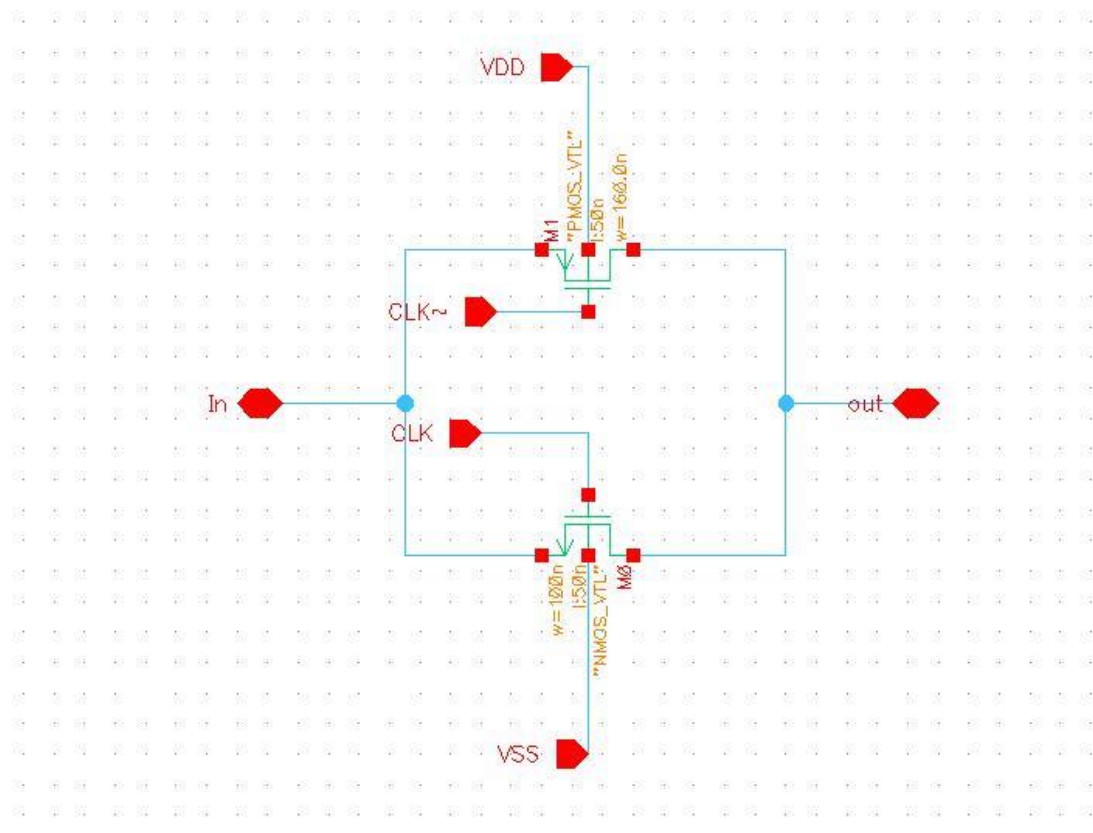 VDD
M1
"PMOS_VTL"
l:50n
w=160.0n
CLK~
In
out
CLK
w=100n
l:50n
"NMOS_VTL"
M0
VSS